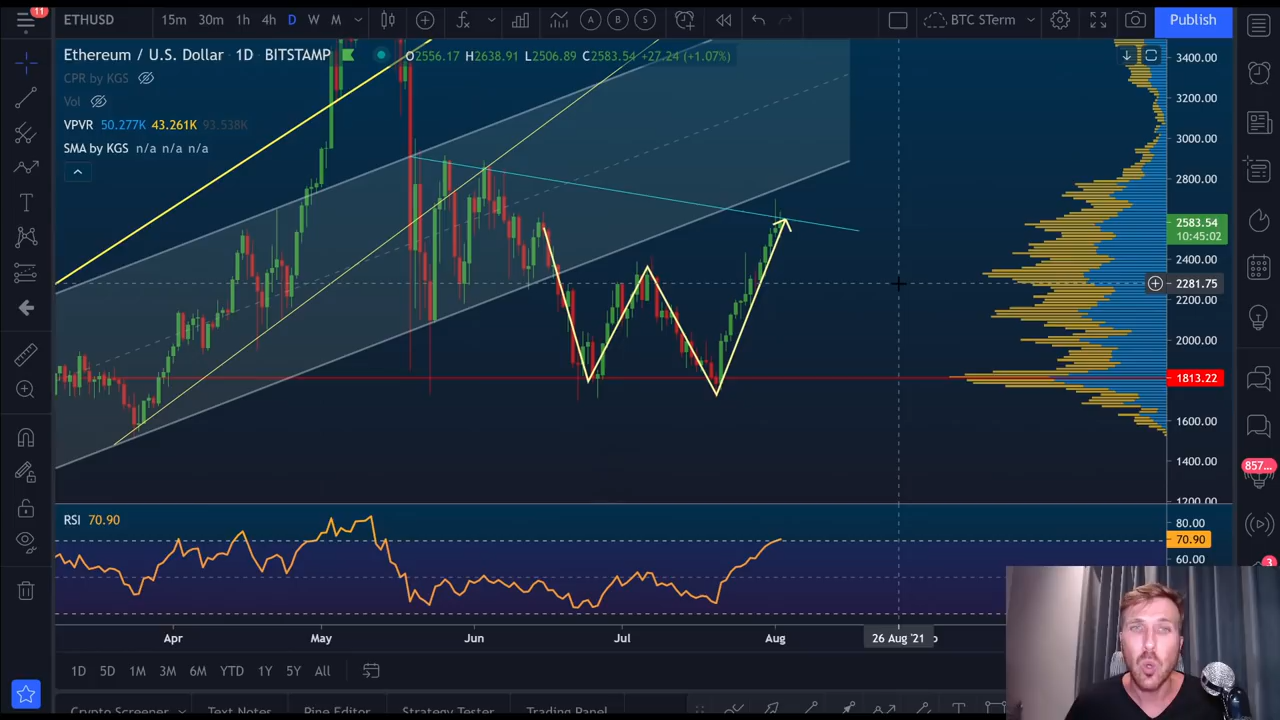 11
ETHUSD
15m 30m 1h 4h D W M
A B S
BTC STerm
Publish
Ethereum / U.S. Dollar 1D BITSTAMP
O2555.17 H2638.91 L2506.89 C2583.54 +27.24 (+1.07%)
CPR by KGS
Vol
VPVR 50.277K 43.261K 93.538K
SMA by KGS n/a n/a n/a
3400.00
3200.00
3000.00
2800.00
2583.54
10:45:02
2400.00
2281.75
2200.00
2000.00
1813.22
1600.00
1400.00
1200.00
857...
RSI 70.90
80.00
70.90
60.00
3
Apr May Jun Jul Aug 26 Aug '21
1D 5D 1M 3M 6M YTD 1Y 5Y All
Crypto Screener Text Notes Pine Editor Strategy Tester Trading Panel